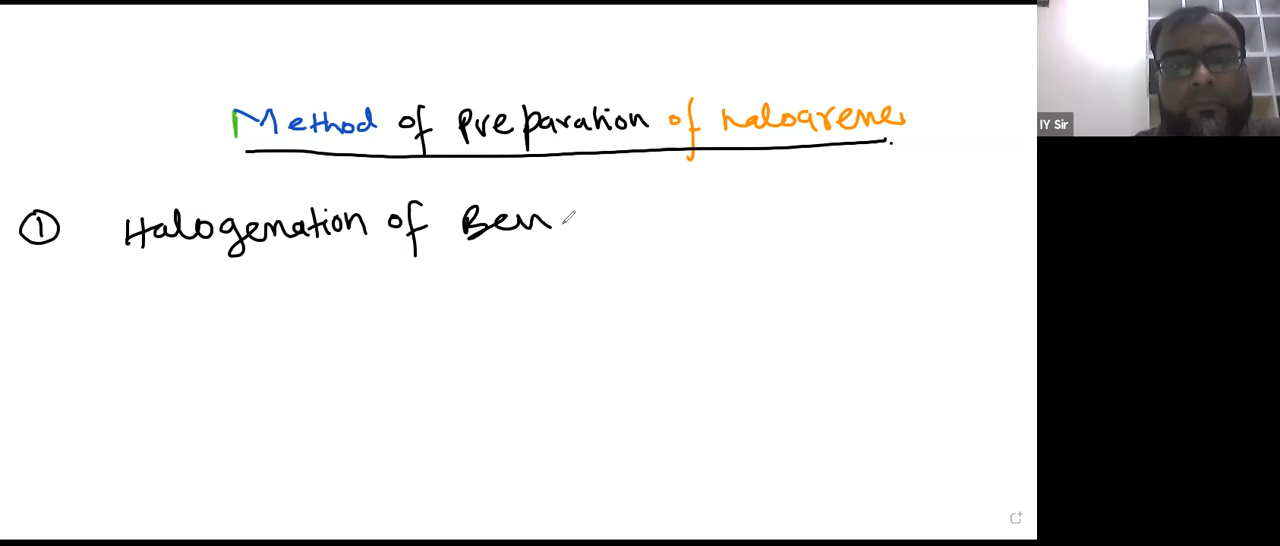 Method of Preparation of haloarenes.
① Halogenation of Ben
IY Sir